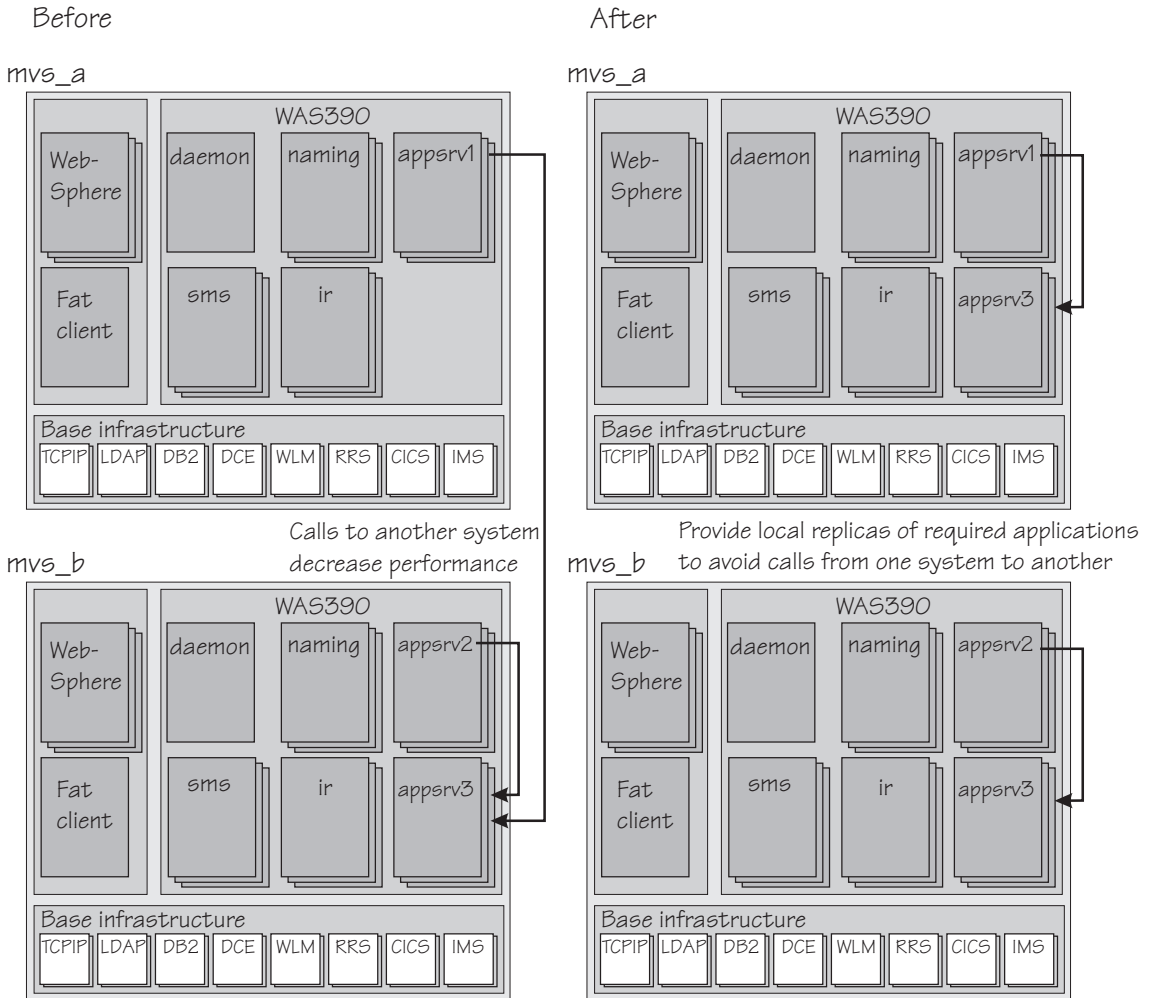 Before
mvs_a
WAS390
Web-
Sphere
daemon
naming
appsrv1
Fat
client
sms
ir
Base infrastructure
TCPIP LDAP DB2 DCE WLM RRS CICS IMS
Calls to another system
decrease performance
mvs_b
WAS390
Web-
Sphere
daemon
naming
appsrv2
Fat
client
sms
ir
appsrv3
Base infrastructure
TCPIP LDAP DB2 DCE WLM RRS CICS IMS
After
mvs_a
WAS390
Web-
Sphere
daemon
naming
appsrv1
Fat
client
sms
ir
appsrv3
Base infrastructure
TCPIP LDAP DB2 DCE WLM RRS CICS IMS
Provide local replicas of required applications
to avoid calls from one system to another
mvs_b
WAS390
Web-
Sphere
daemon
naming
appsrv2
Fat
client
sms
ir
appsrv3
Base infrastructure
TCPIP LDAP DB2 DCE WLM RRS CICS IMS